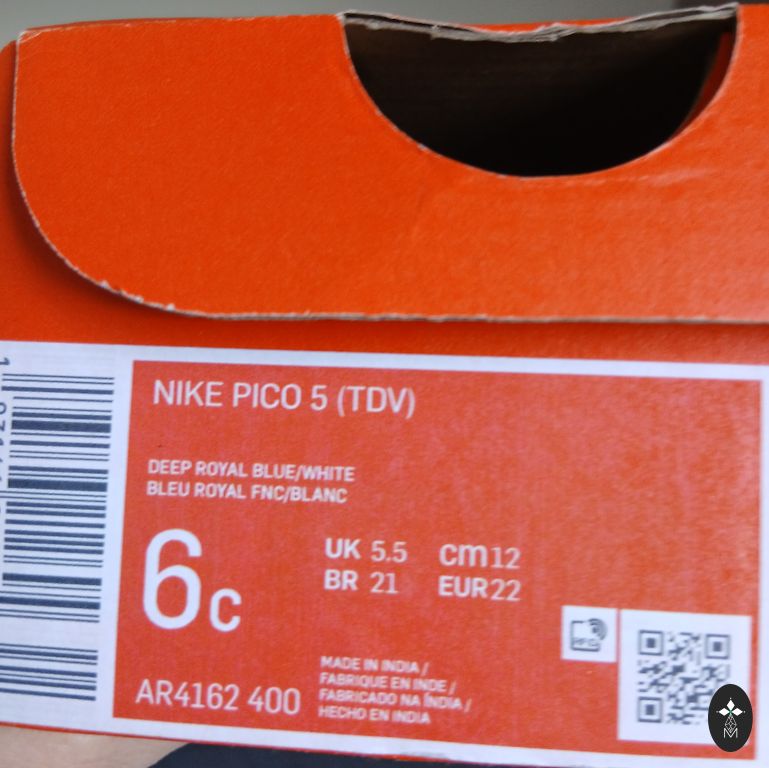 NIKE PICO 5 (TDV)
DEEP ROYAL BLUE/WHITE
BLEU ROYAL FNC/BLANC
6C
UK 5.5 cm 12
BR 21 EUR 22
RFID
AR4162 400
MADE IN INDIA /
FABRIQUE EN INDE /
FABRICADO NA ÍNDIA /
HECHO EN INDIA
M